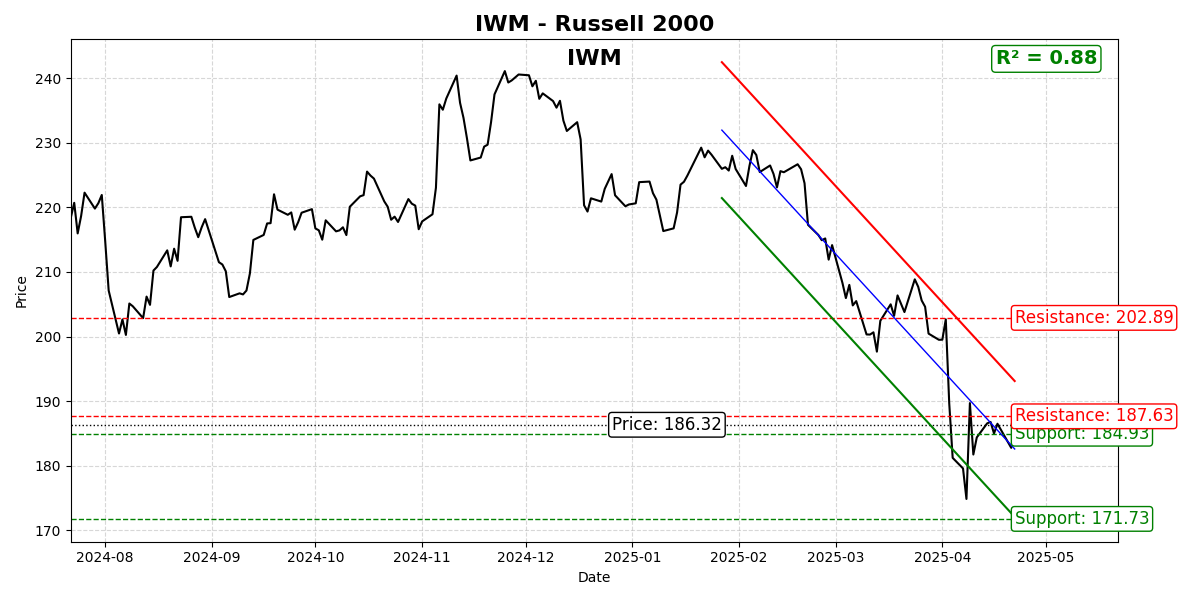 IWM - Russell 2000
IWM
R² = 0.88
240
230
220
210
200
190
180
170
Price
Resistance: 202.89
Resistance: 187.63
Price: 186.32
Support: 184.93
Support: 171.73
2024-08 2024-09 2024-10 2024-11 2024-12 2025-01 2025-02 2025-03 2025-04 2025-05
Date